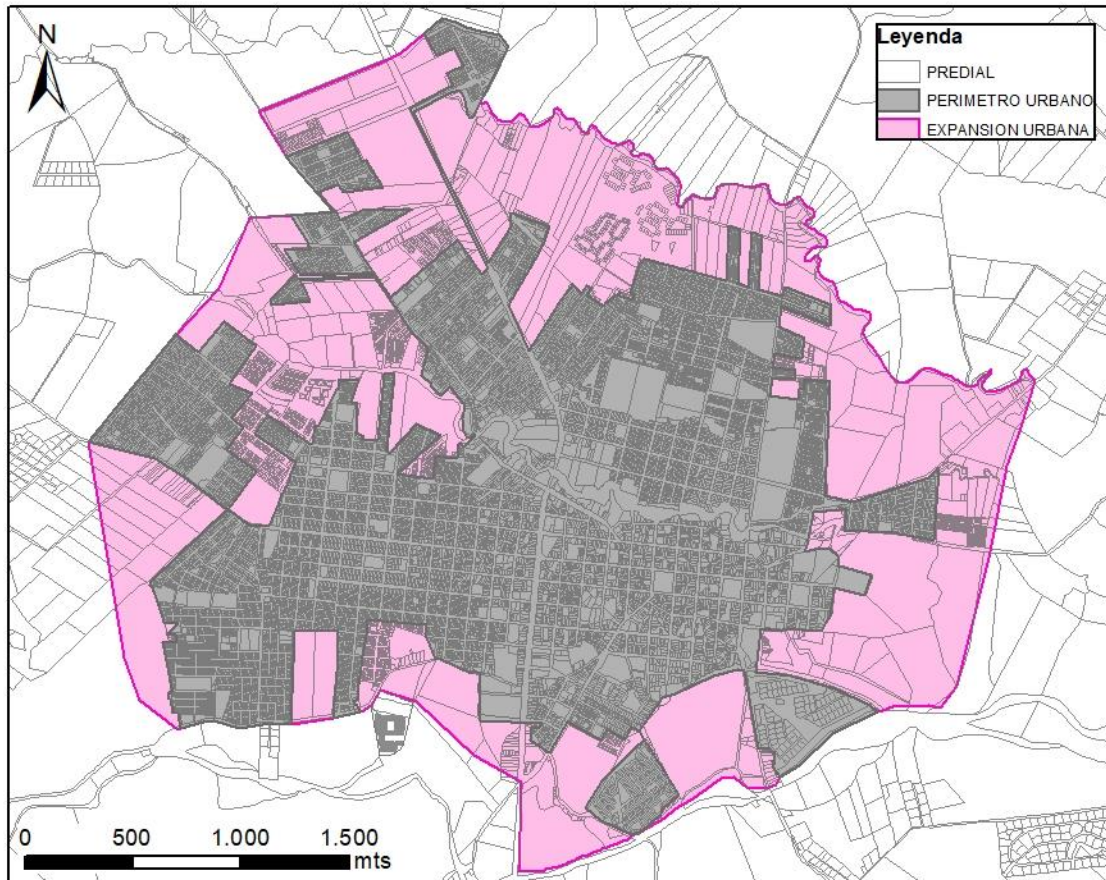 N
Leyenda
PREDIAL
PERIMETRO URBANO
EXPANSION URBANA
0 500 1.000 1.500
mts